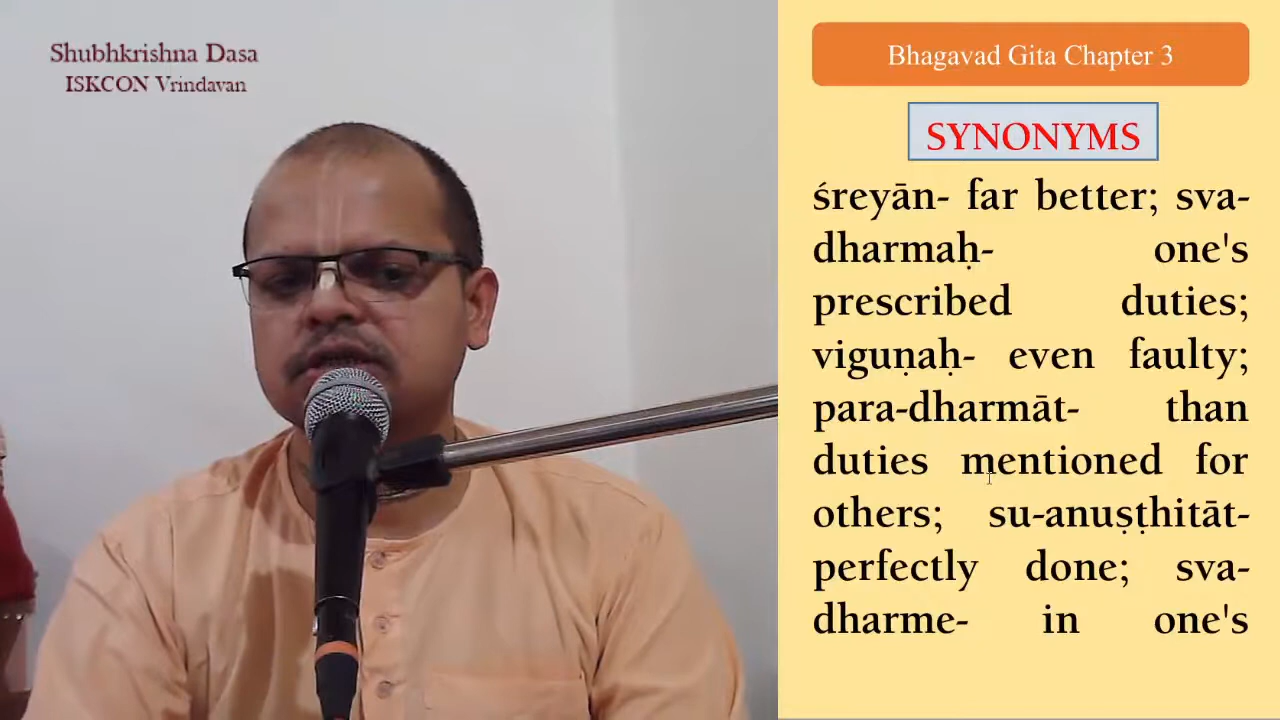 Shubhkrishna Dasa
ISKCON Vrindavan
Bhagavad Gita Chapter 3
SYNONYMS
śreyān- far better; sva-
dharmaḥ- one's
prescribed duties;
viguṇaḥ- even faulty;
para-dharmāt- than
duties mentioned for
others; su-anuṣṭhitāt-
perfectly done; sva-
dharme- in one's